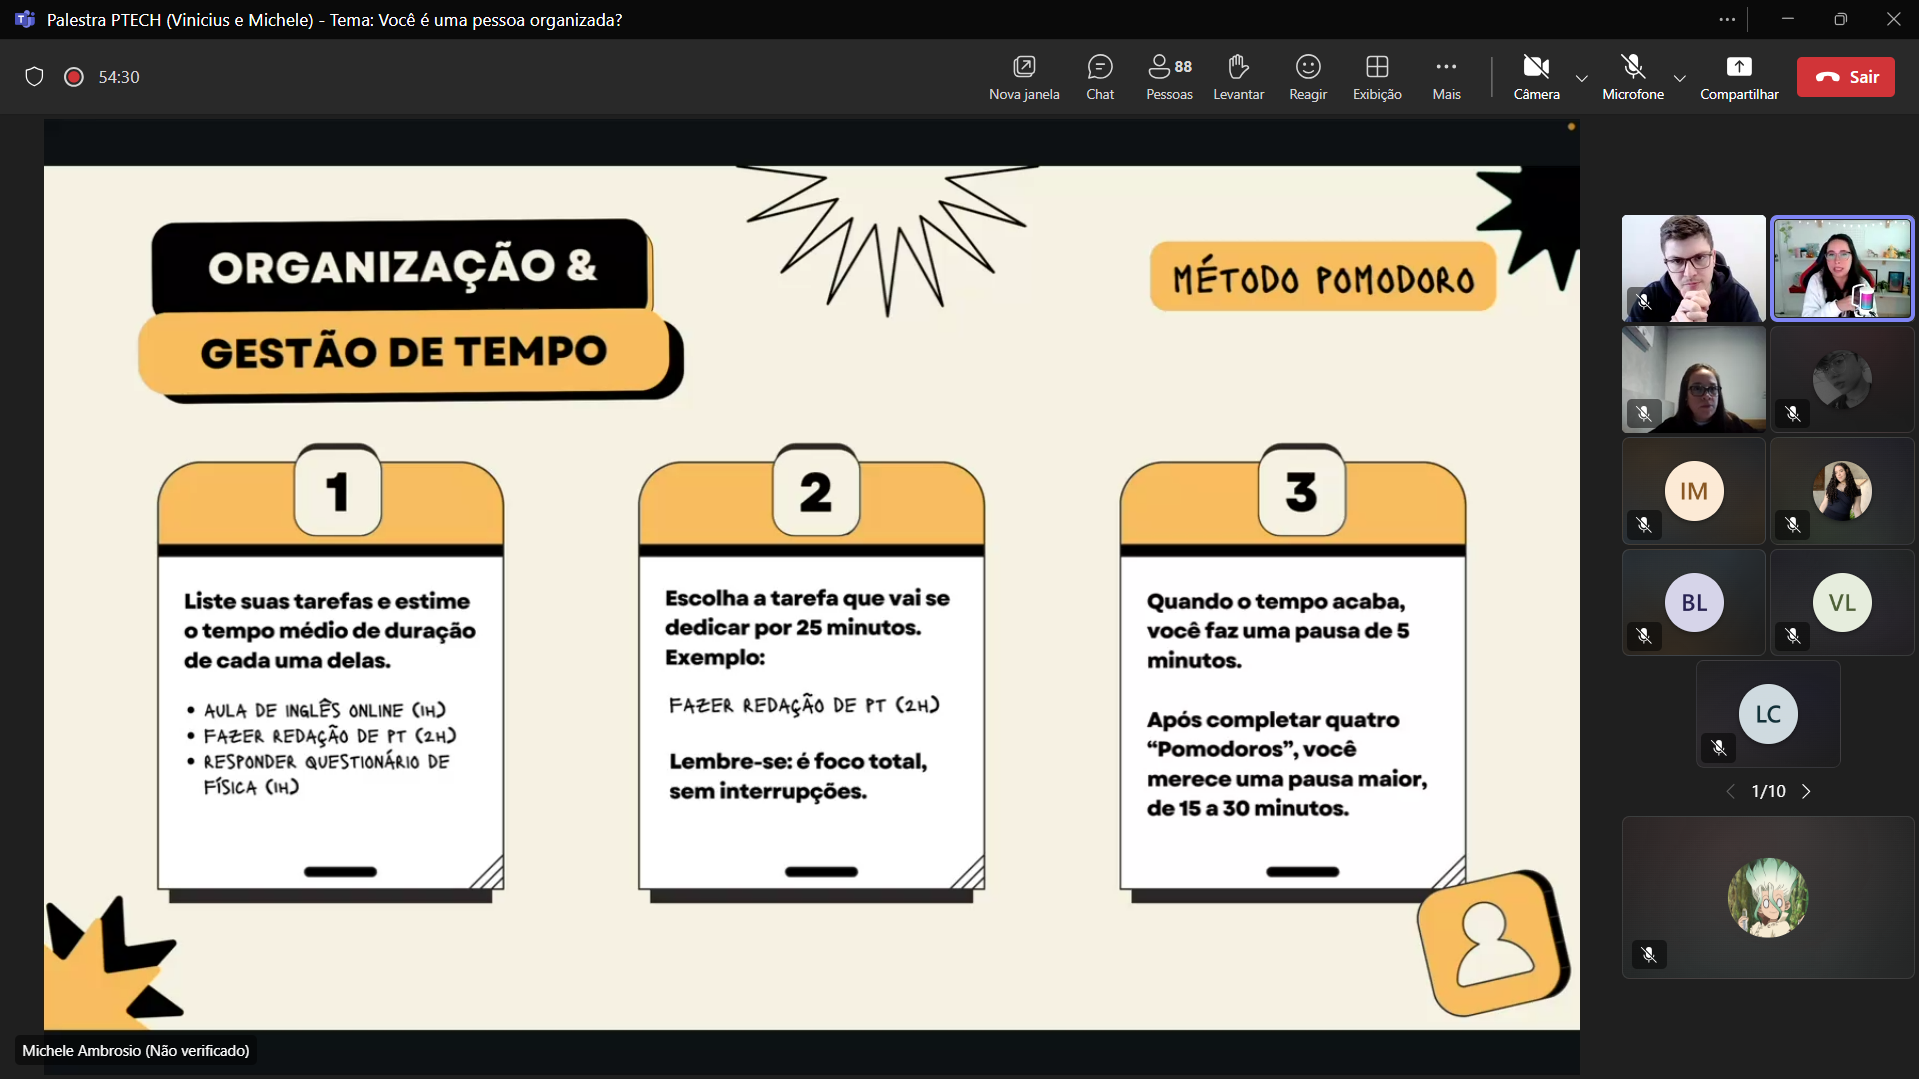 Palestra PTECH (Vinicius e Michele) - Tema: Você é uma pessoa organizada?
54:30
Nova janela
Chat
88
Pessoas
Levantar
Reagir
Exibição
Mais
Câmera
Microfone
Compartilhar
Sair
ORGANIZAÇÃO &
GESTÃO DE TEMPO
MÉTODO POMODORO
1
Liste suas tarefas e estime
o tempo médio de duração
de cada uma delas.
• AULA DE INGLÊS ONLINE (1H)
• FAZER REDAÇÃO DE PT (2H)
• RESPONDER QUESTIONÁRIO DE
FÍSICA (1H)
2
Escolha a tarefa que vai se
dedicar por 25 minutos.
Exemplo:
FAZER REDAÇÃO DE PT (2H)
Lembre-se: é foco total,
sem interrupções.
3
Quando o tempo acaba,
você faz uma pausa de 5
minutos.
Após completar quatro
“Pomodoros”, você
merece uma pausa maior,
de 15 a 30 minutos.
IM
BL
VL
LC
1/10
Michele Ambrosio (Não verificado)